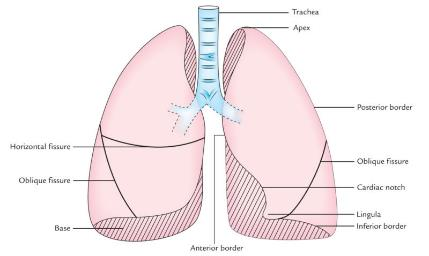 Trachea
Apex
Posterior border
Horizontal fissure
Oblique fissure
Oblique fissure
Cardiac notch
Lingula
Base
Inferior border
Anterior border